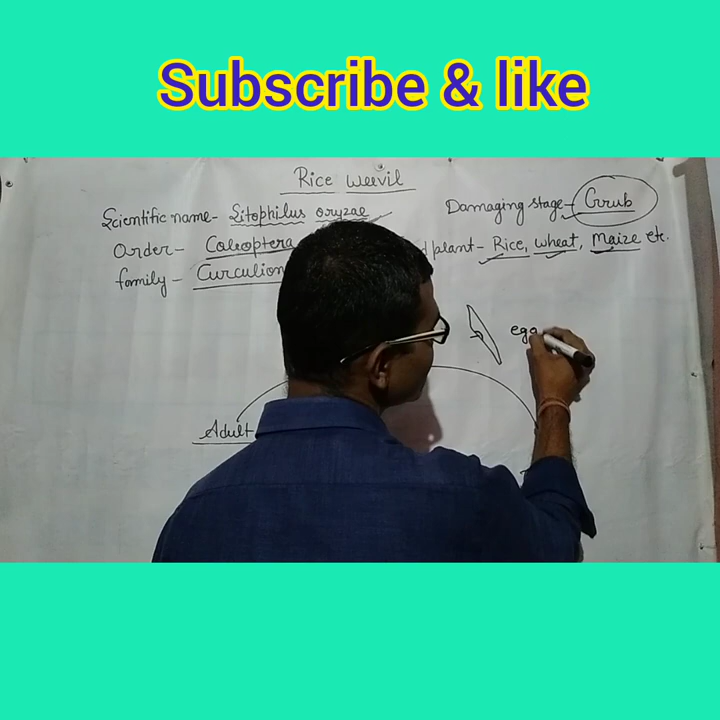 Subscribe & like
Rice weevil
Scientific name- Sitophilus oryzae
Damaging stage- Grub
Order- Coleoptera
plant- Rice, wheat, Maize etc.
family-
egg
Adult